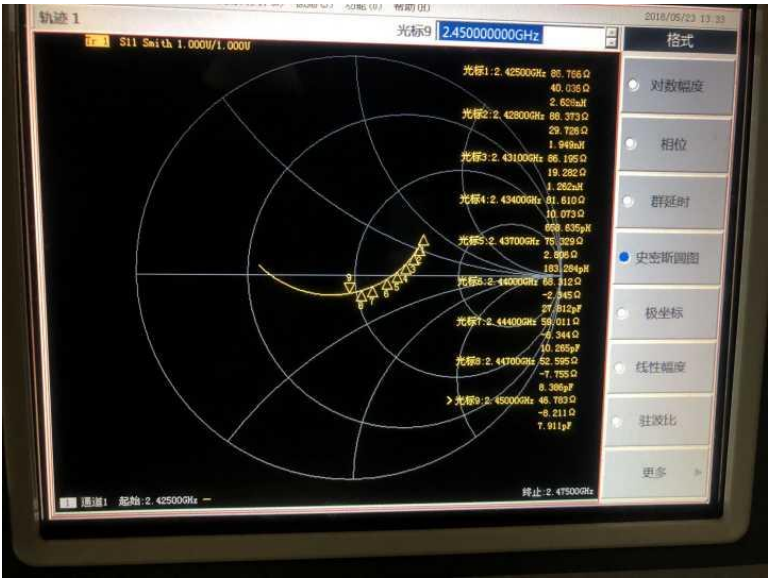 功能(U) 帮助(H)
2018/05/23 13:33
轨迹 1
光标9 2.450000000GHz
格式
Tr 1 S11 Smith 1.000U/1.000U
光标1:2.42500GHz 86.766Ω
40.035Ω
2.628nH
对数幅度
光标2:2.42800GHz 88.373Ω
29.726Ω
1.949nH
相位
光标3:2.43100GHz 86.195Ω
19.282Ω
1.262nH
光标4:2.43400GHz 81.610Ω
10.073Ω
658.635pH
群延时
光标5:2.43700GHz 75.329Ω
2.806Ω
183.284pH
史密斯圆图
光标6:2.44000GHz 68.312Ω
-2.345Ω
27.812pF
极坐标
光标7:2.44400GHz 59.011Ω
-6.344Ω
10.265pF
光标8:2.44700GHz 52.595Ω
-7.755Ω
8.386pF
线性幅度
>光标9:2.45000GHz 46.783Ω
-8.211Ω
7.911pF
驻波比
更多
1 通道1 起始:2.42500GHz
终止:2.47500GHz